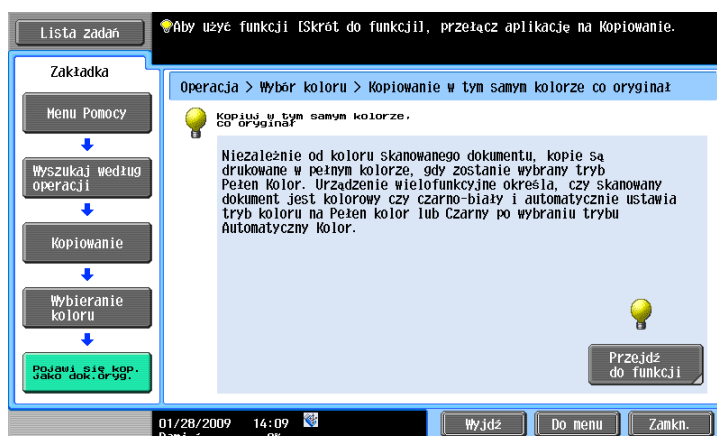 Lista zadań
Aby użyć funkcji [Skrót do funkcji], przełącz aplikację na Kopiowanie.
Zakładka
Operacja > Wybór koloru > Kopiowanie w tym samym kolorze co oryginał
Menu Pomocy
Kopiuj w tym samym kolorze,
co oryginał
Wyszukaj według
operacji
Niezależnie od koloru skanowanego dokumentu, kopie są
drukowane w pełnym kolorze, gdy zostanie wybrany tryb
Pełen Kolor. Urządzenie wielofunkcyjne określa, czy skanowany
dokument jest kolorowy czy czarno-biały i automatycznie ustawia
tryb koloru na Pełen kolor lub Czarny po wybraniu trybu
Automatyczny Kolor.
Kopiowanie
Wybieranie
koloru
Pojawi się kop.
jako dok.oryg.
Przejdź
do funkcji
01/28/2009 14:09
Wyjdź
Do menu
Zamkn.